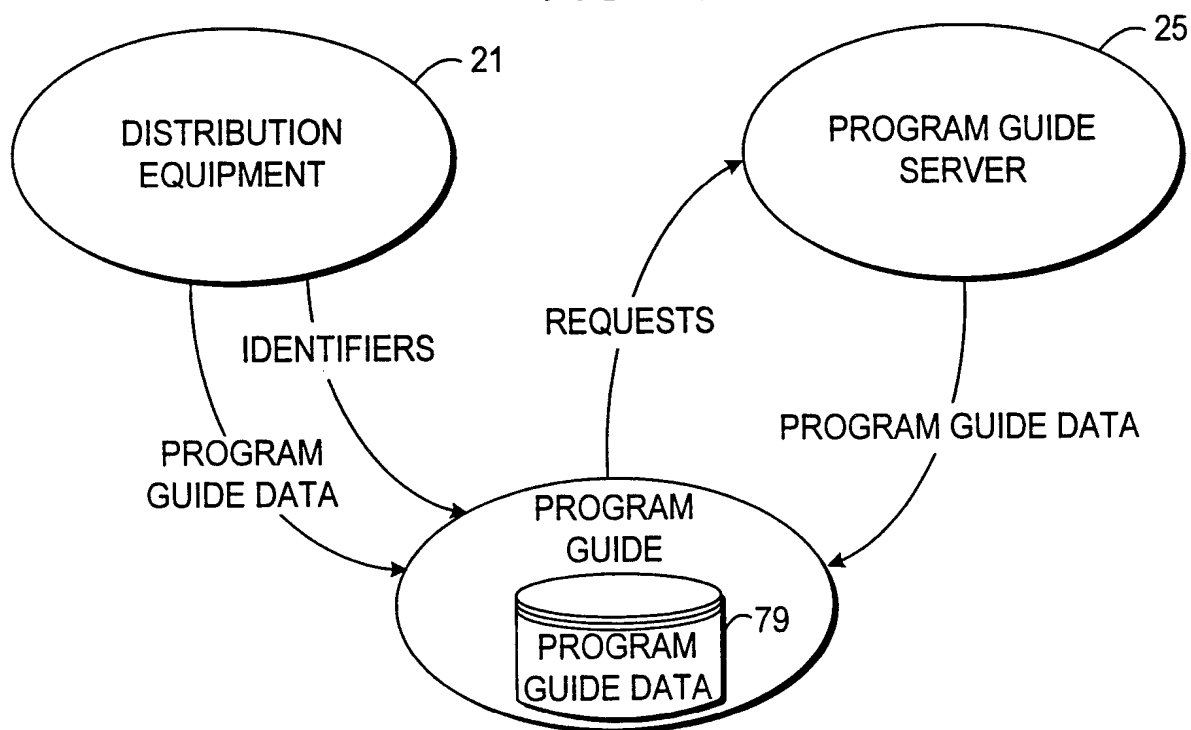 21
25
DISTRIBUTION
EQUIPMENT
PROGRAM GUIDE
SERVER
IDENTIFIERS
REQUESTS
PROGRAM
GUIDE DATA
PROGRAM GUIDE DATA
PROGRAM
GUIDE
79
PROGRAM
GUIDE DATA